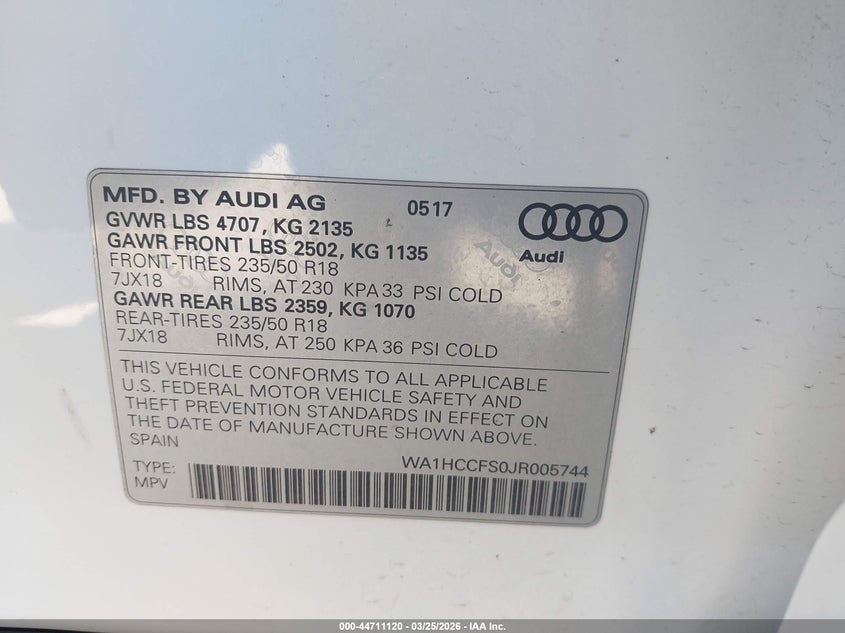 MFD. BY AUDI AG 0517
GVWR LBS 4707, KG 2135
GAWR FRONT LBS 2502, KG 1135
FRONT-TIRES 235/50 R18
7JX18 RIMS, AT 230 KPA 33 PSI COLD
GAWR REAR LBS 2359, KG 1070
REAR-TIRES 235/50 R18
7JX18 RIMS, AT 250 KPA 36 PSI COLD
Audi
THIS VEHICLE CONFORMS TO ALL APPLICABLE
U.S. FEDERAL MOTOR VEHICLE SAFETY AND
THEFT PREVENTION STANDARDS IN EFFECT ON
THE DATE OF MANUFACTURE SHOWN ABOVE.
SPAIN
WA1HCCFS0JR005744
TYPE:
MPV
000-44711120 - 03/25/2026 - IAA Inc.